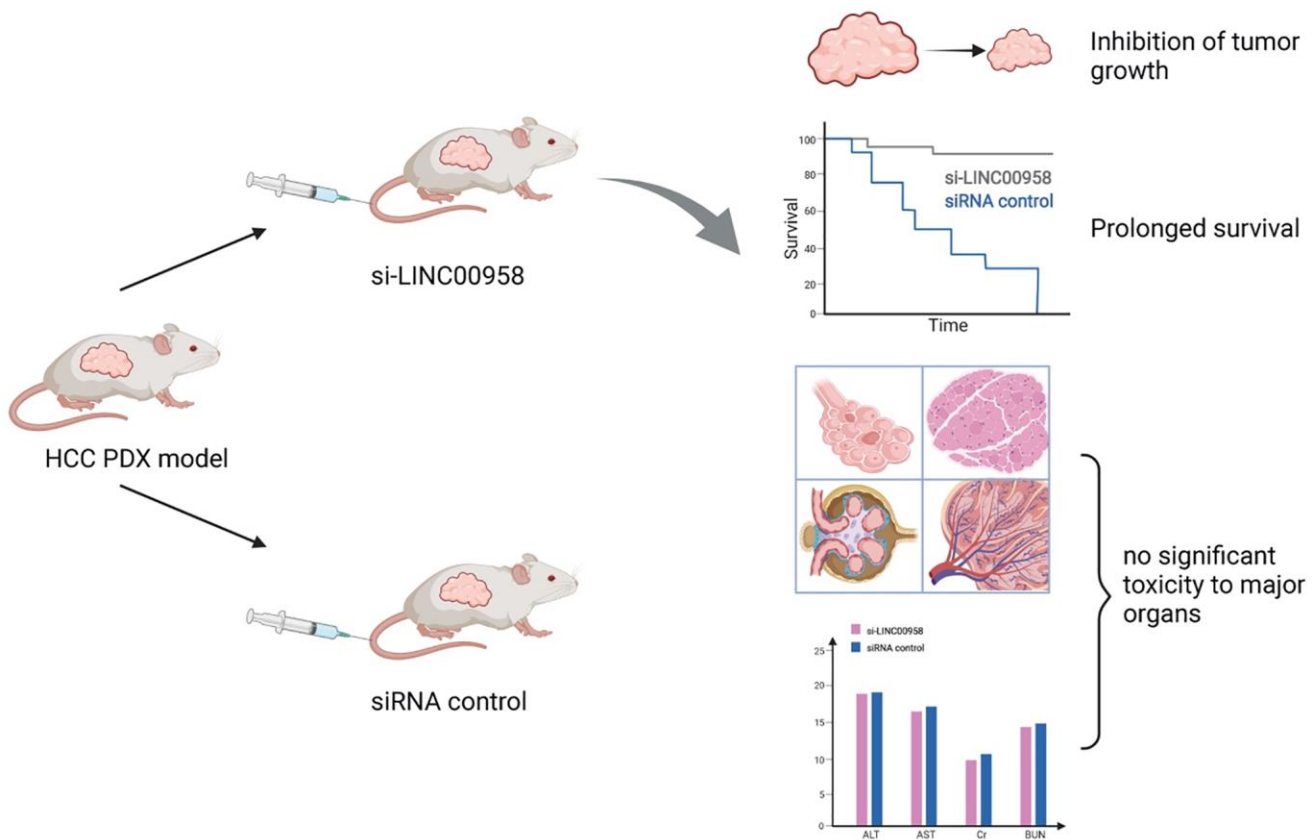 Inhibition of tumor
growth
100
80
60
40
20
0
Survival
si-LINC00958
siRNA control
Time
Prolonged survival
si-LINC00958
HCC PDX model
siRNA control
no significant
toxicity to major
organs
si-LINC00958
siRNA control
25
20
15
10
5
0
ALT AST Cr BUN